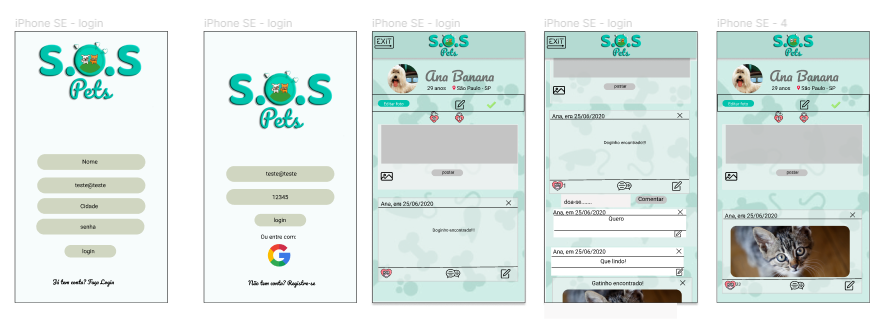 iPhone SE - login
S.O.S
Pets
Nome
teste@teste
Cidade
senha
login
Já tem conta? Faça Login
iPhone SE - login
S.O.S
Pets
teste@teste
12345
login
Ou entre com:
G
Não tem conta? Registre-se
iPhone SE - login
EXIT
S.O.S
Pets
Ana Banana
29 anos
São Paulo - SP
Editar foto
postar
Ana, em 25/06/2020
Doginho encontrado!!!
iPhone SE - login
EXIT
S.O.S
Pets
postar
Ana, em 25/06/2020
Doginho encontrado!!!
1
doa-se.......
Comentar
Ana, em 25/06/2020
Quero
Ana, em 25/06/2020
Que lindo!
Gatinho encontrado!
iPhone SE - 4
S.O.S
Pets
Ana Banana
29 anos
São Paulo - SP
Editar foto
postar
Ana, em 25/06/2020